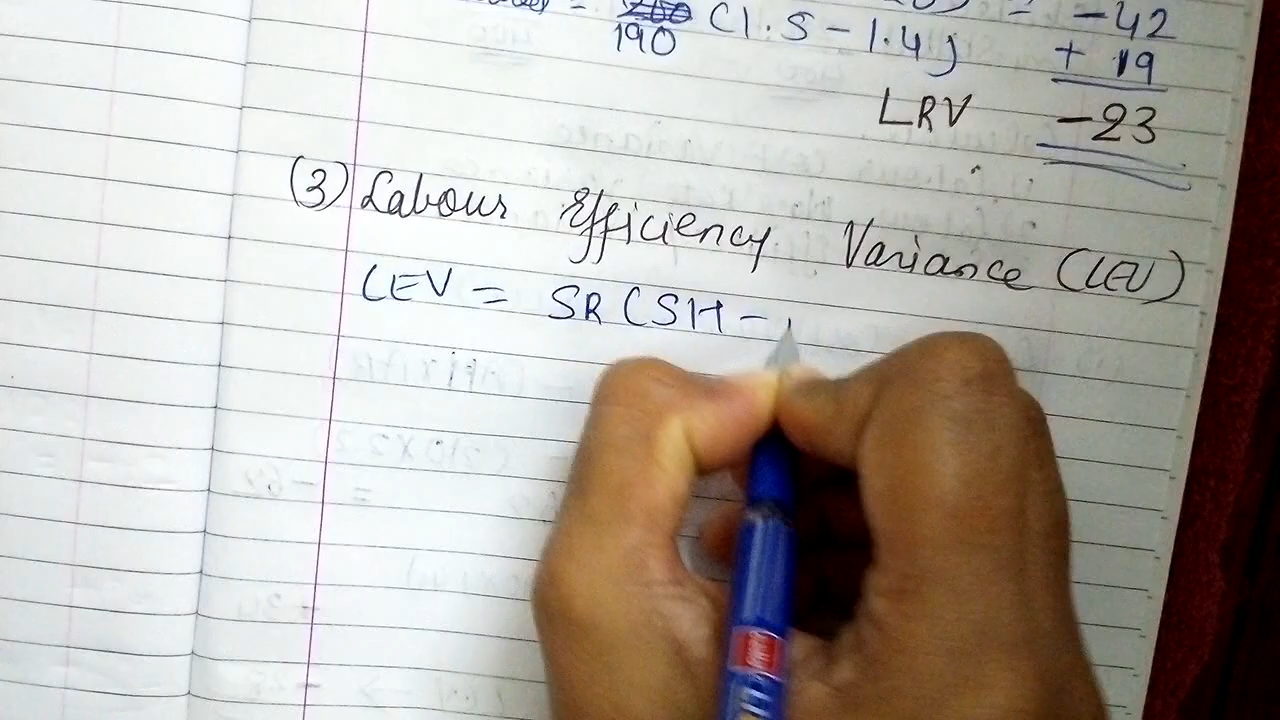 = 190 (1.5 - 1.4) = -42
+ 19
LRV -23
(3) Labour Efficiency Variance (LEV)
LEV = SR (SH -